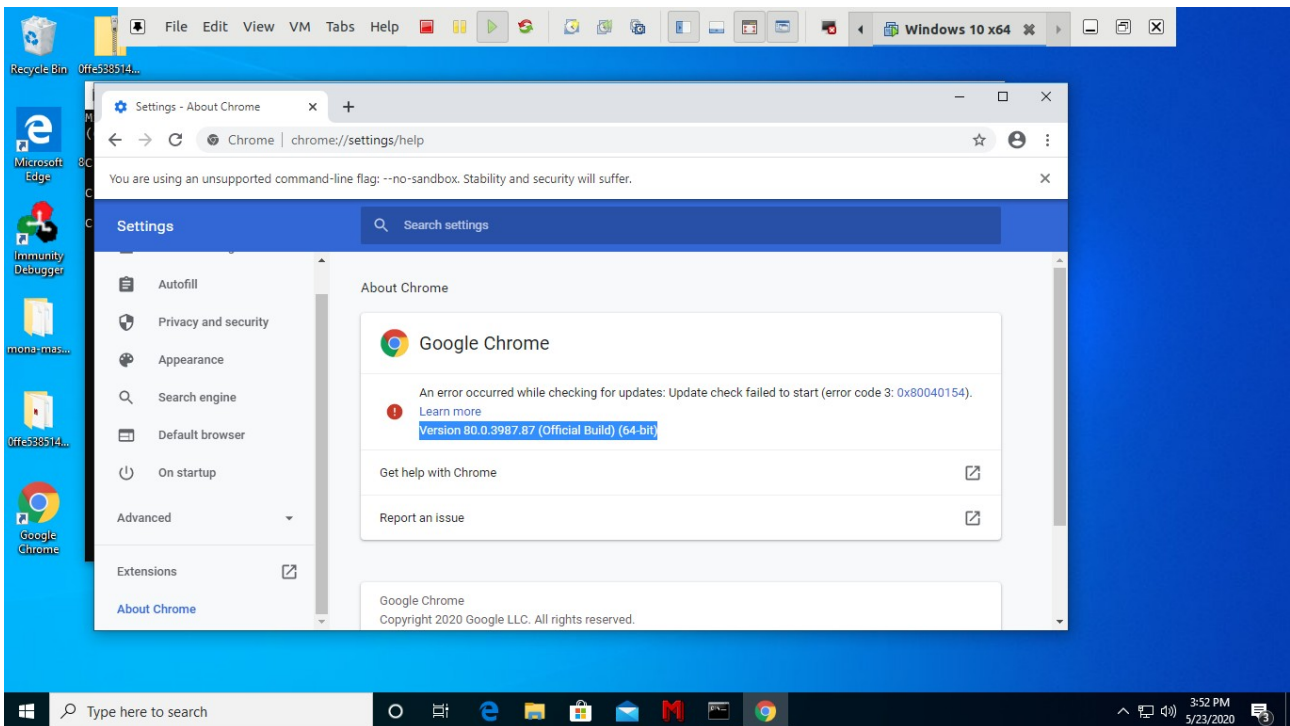 File Edit View VM Tabs Help
Windows 10 x64
Recycle Bin
0ffe538514...
Settings - About Chrome
Chrome | chrome://settings/help
Microsoft
Edge
You are using an unsupported command-line flag: --no-sandbox. Stability and security will suffer.
Settings
Search settings
Immunity
Debugger
Autofill
About Chrome
Privacy and security
Google Chrome
mona-mas...
Appearance
An error occurred while checking for updates: Update check failed to start (error code 3: 0x80040154).
Search engine
Learn more
Version 80.0.3987.87 (Official Build) (64-bit)
0ffe538514...
Default browser
On startup
Get help with Chrome
Advanced
Report an issue
Google
Chrome
Extensions
About Chrome
Google Chrome
Copyright 2020 Google LLC. All rights reserved.
Type here to search
3:52 PM
5/23/2020
3